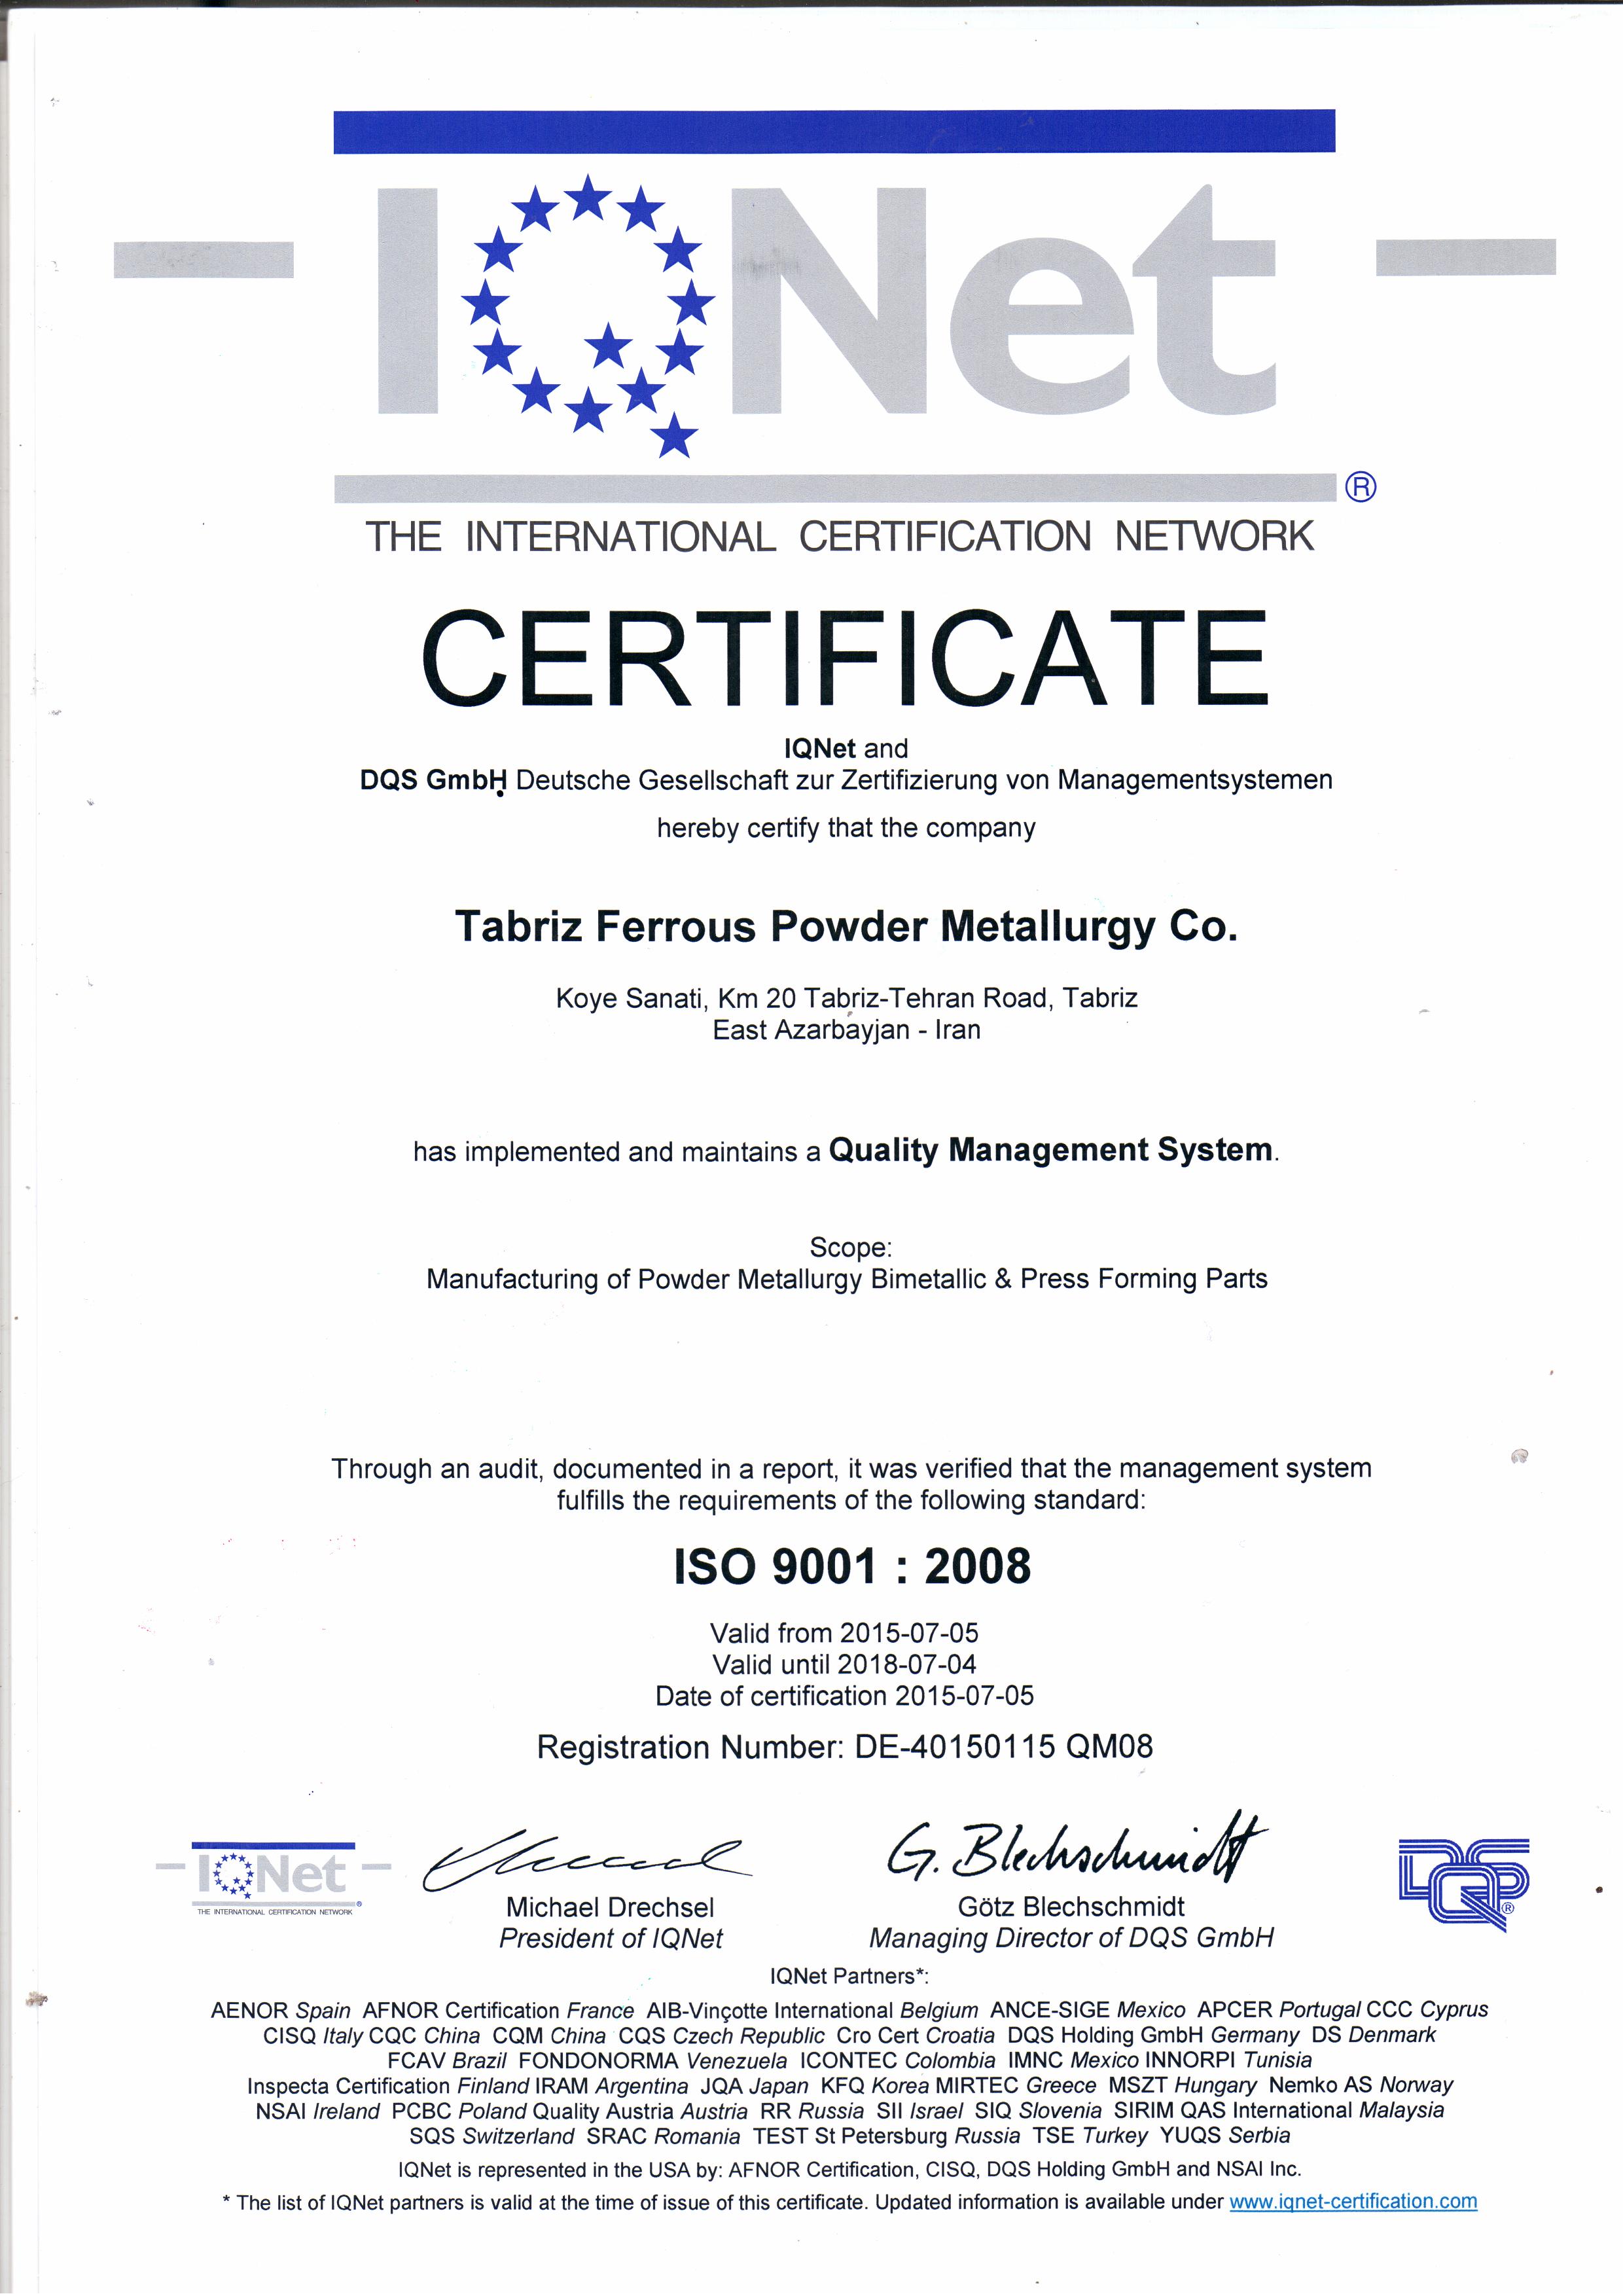 IQNet
®
THE INTERNATIONAL CERTIFICATION NETWORK
CERTIFICATE
IQNet and
DQS GmbH Deutsche Gesellschaft zur Zertifizierung von Managementsystemen
hereby certify that the company
Tabriz Ferrous Powder Metallurgy Co.
Koye Sanati, Km 20 Tabriz-Tehran Road, Tabriz
East Azarbayjan - Iran
has implemented and maintains a Quality Management System.
Scope:
Manufacturing of Powder Metallurgy Bimetallic & Press Forming Parts
Through an audit, documented in a report, it was verified that the management system
fulfills the requirements of the following standard:
ISO 9001 : 2008
Valid from 2015-07-05
Valid until 2018-07-04
Date of certification 2015-07-05
Registration Number: DE-40150115 QM08
IQNet
®
THE INTERNATIONAL CERTIFICATION NETWORK
G. Blechschmidt
DQS
®
Michael Drechsel
President of IQNet
Götz Blechschmidt
Managing Director of DQS GmbH
IQNet Partners*:
AENOR Spain AFNOR Certification France AIB-Vinçotte International Belgium ANCE-SIGE Mexico APCER Portugal CCC Cyprus
CISQ Italy CQC China CQM China CQS Czech Republic Cro Cert Croatia DQS Holding GmbH Germany DS Denmark
FCAV Brazil FONDONORMA Venezuela ICONTEC Colombia IMNC Mexico INNORPI Tunisia
Inspecta Certification Finland IRAM Argentina JQA Japan KFQ Korea MIRTEC Greece MSZT Hungary Nemko AS Norway
NSAI Ireland PCBC Poland Quality Austria Austria RR Russia SII Israel SIQ Slovenia SIRIM QAS International Malaysia
SQS Switzerland SRAC Romania TEST St Petersburg Russia TSE Turkey YUQS Serbia
IQNet is represented in the USA by: AFNOR Certification, CISQ, DQS Holding GmbH and NSAI Inc.
* The list of IQNet partners is valid at the time of issue of this certificate. Updated information is available under www.iqnet-certification.com